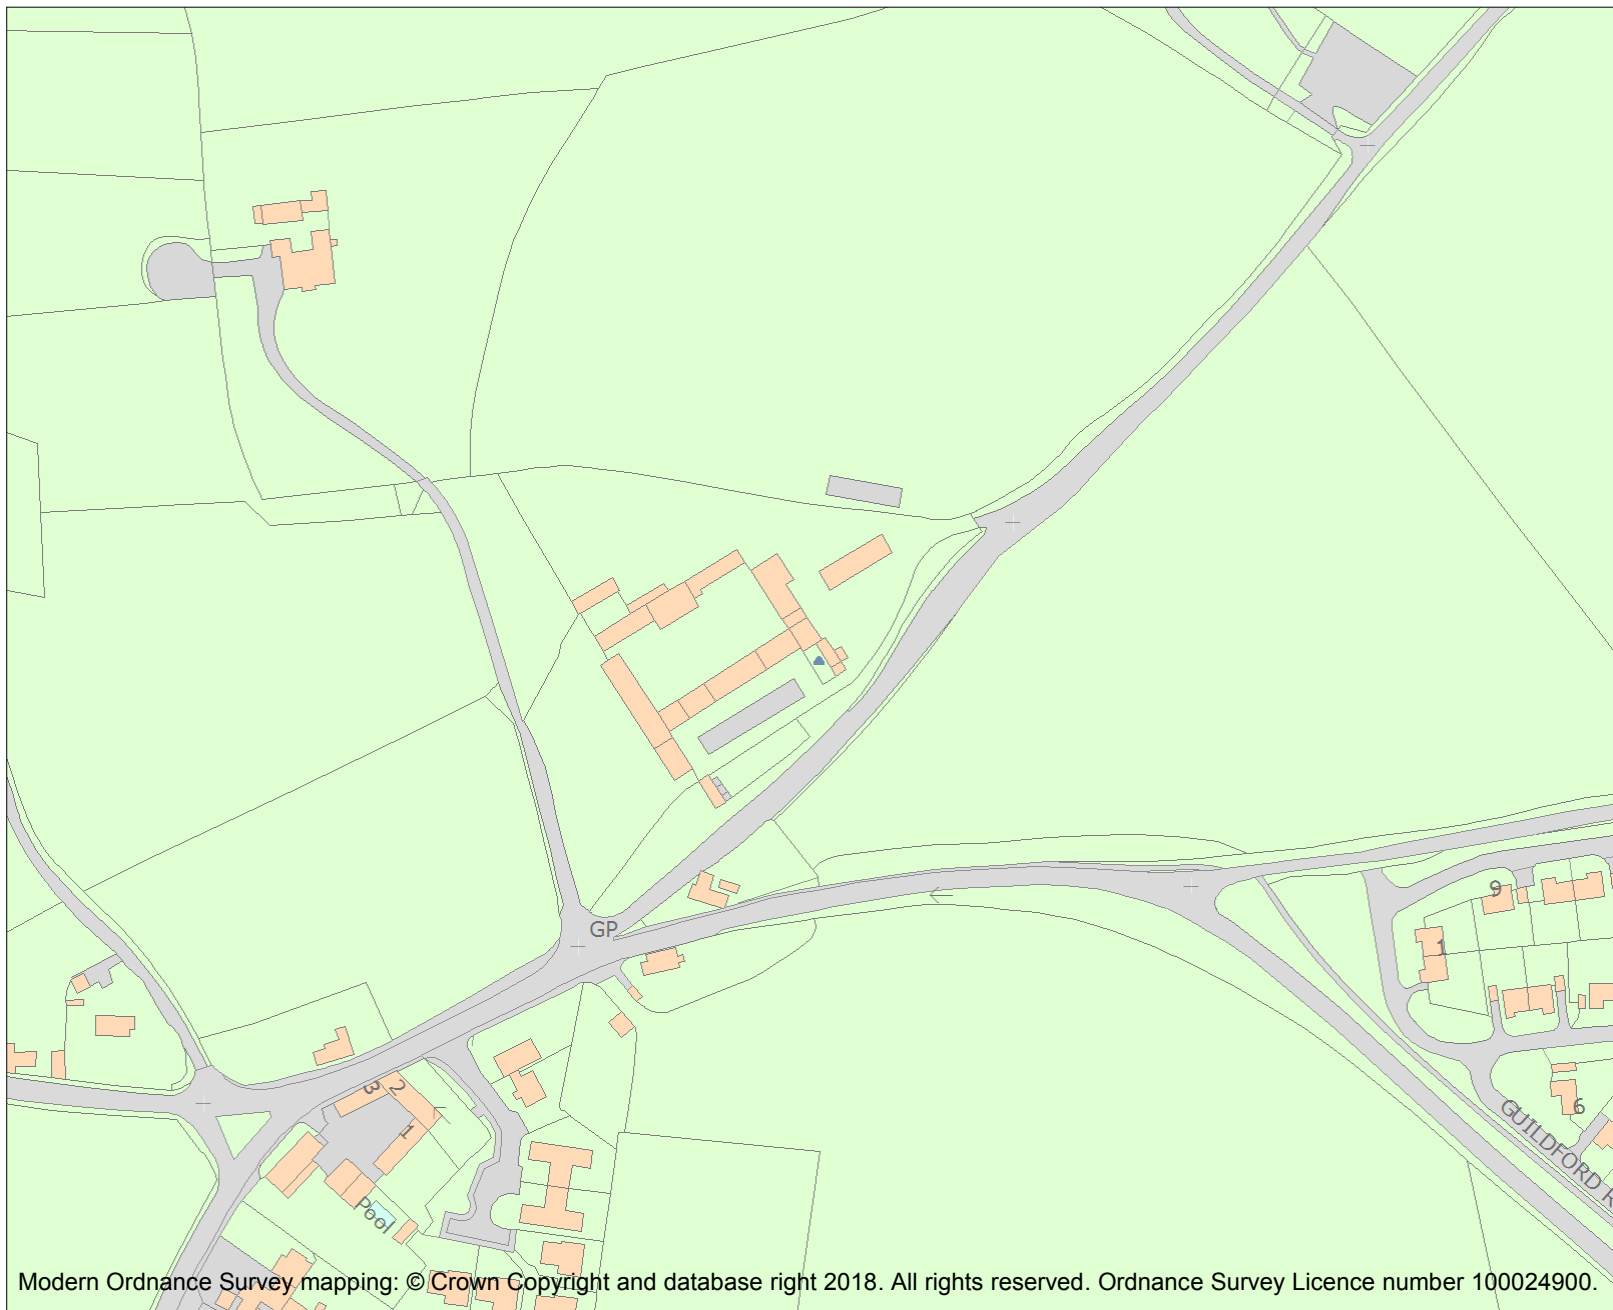 GP
9
1
3
2
1
6
GUILDFORD R
Pool
Modern Ordnance Survey mapping: © Crown Copyright and database right 2018. All rights reserved. Ordnance Survey Licence number 100024900.